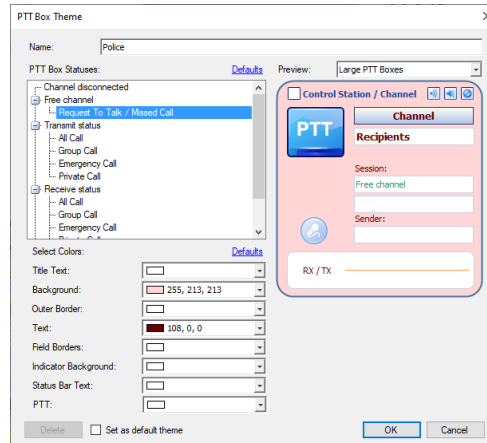 PTT Box Theme
Name: Police
PTT Box Statuses: Defaults Preview: Large PTT Boxes
Channel disconnected
Free channel
Request To Talk / Missed Call
Transmit status
All Call
Group Call
Emergency Call
Private Call
Receive status
All Call
Group Call
Emergency Call
Control Station / Channel
PTT
Channel
Recipients
Session:
Free channel
Sender:
RX / TX
Select Colors: Defaults
Title Text:
Background: 255, 213, 213
Outer Border:
Text: 108, 0, 0
Field Borders:
Indicator Background:
Status Bar Text:
PTT:
Delete Set as default theme OK Cancel